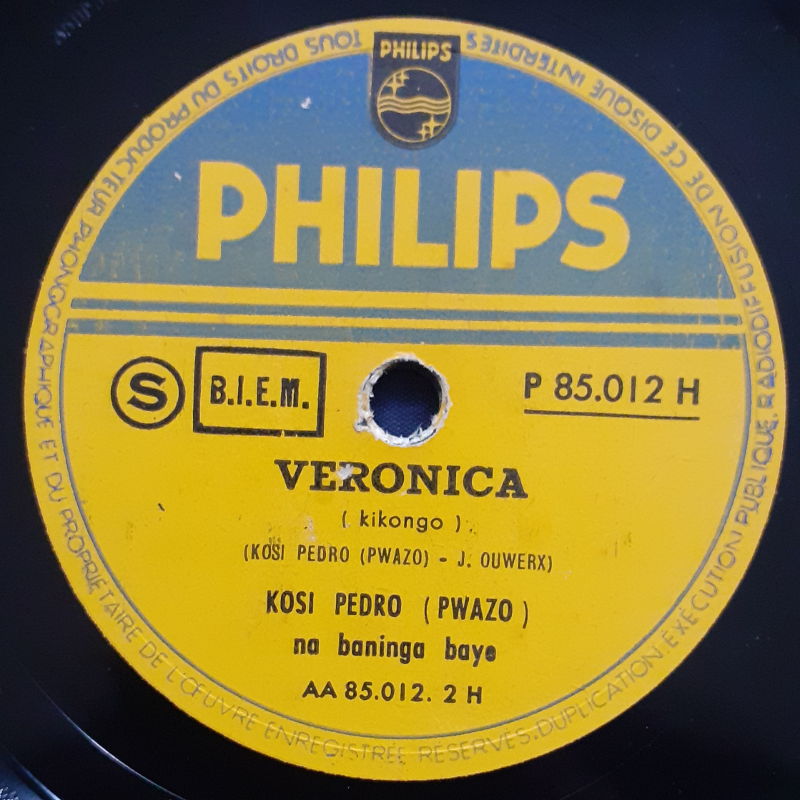 PHILIPS
PHILIPS
S
B.I.E.M.
P 85.012 H
VERONICA
( kikongo )
(KOSI PEDRO (PWAZO) - J. OUWERX)
KOSI PEDRO (PWAZO)
na baninga baye
AA 85.012. 2 H
TOUS DROITS DU PRODUCTEUR PHONOGRAPHIQUE ET DU PROPRIÉTAIRE DE L'ŒUVRE ENREGISTRÉE RÉSERVÉS. DUPLICATION. EXÉCUTION PUBLIQUE. RADIODIFFUSION DE CE DISQUE INTERDITES